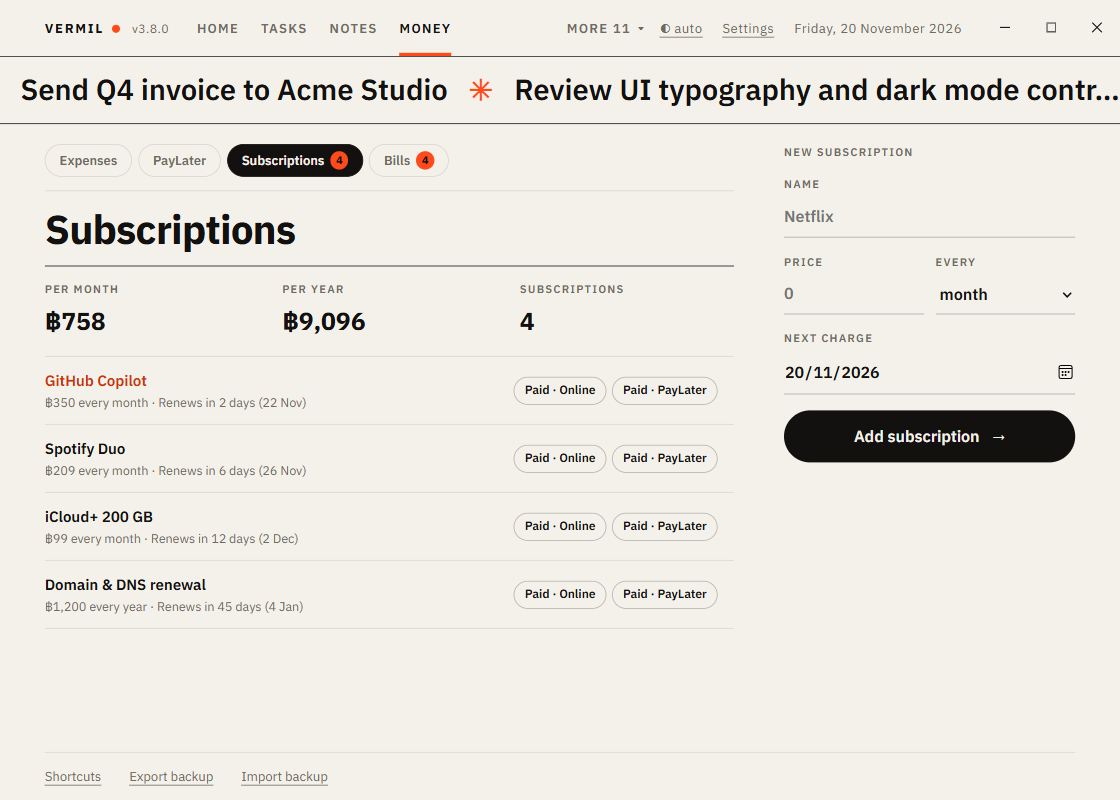 VERMIL v3.8.0 HOME TASKS NOTES MONEY MORE 11 auto Settings Friday, 20 November 2026
Send Q4 invoice to Acme Studio ✳ Review UI typography and dark mode contr...
Expenses PayLater Subscriptions 4 Bills 4
Subscriptions
PER MONTH PER YEAR SUBSCRIPTIONS
฿758 ฿9,096 4
GitHub Copilot
฿350 every month · Renews in 2 days (22 Nov)
Paid · Online Paid · PayLater
Spotify Duo
฿209 every month · Renews in 6 days (26 Nov)
Paid · Online Paid · PayLater
iCloud+ 200 GB
฿99 every month · Renews in 12 days (2 Dec)
Paid · Online Paid · PayLater
Domain & DNS renewal
฿1,200 every year · Renews in 45 days (4 Jan)
Paid · Online Paid · PayLater
NEW SUBSCRIPTION
NAME
Netflix
PRICE EVERY
0 month
NEXT CHARGE
20/11/2026
Add subscription →
Shortcuts Export backup Import backup